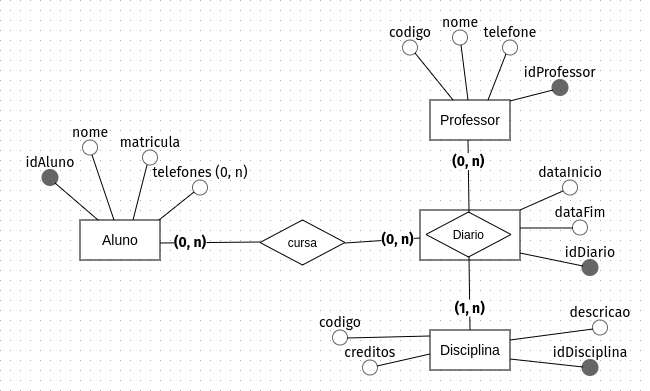 nome
codigo
telefone
idProfessor
Professor
(0, n)
nome
matricula
idAluno
telefones (0, n)
Aluno
(0, n)
cursa
(0, n)
Diario
dataInicio
dataFim
idDiario
(1, n)
codigo
creditos
Disciplina
descricao
idDisciplina